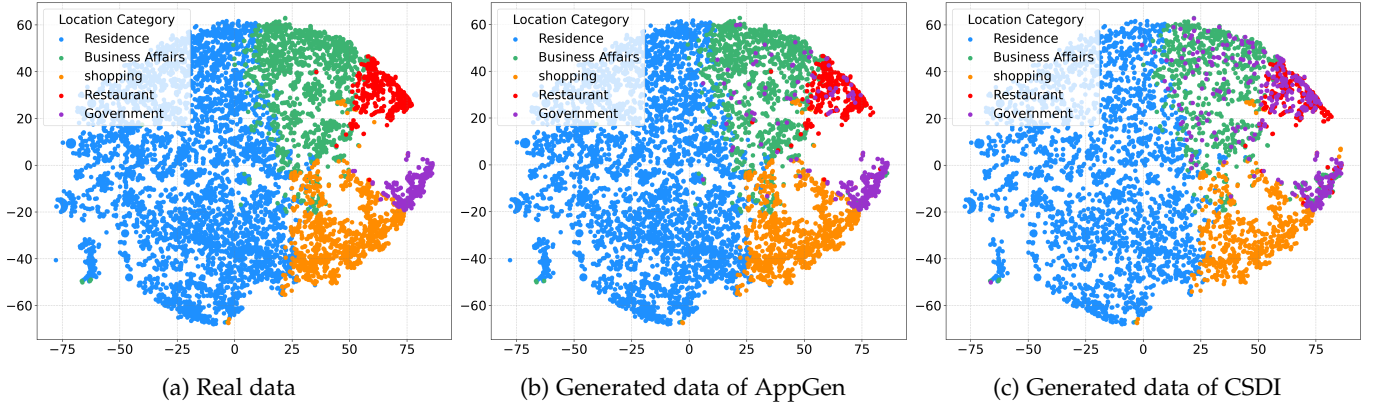 Location Category
Residence
Business Affairs
shopping
Restaurant
Government
60
40
20
0
−20
−40
−60
−75
−50
−25
0
25
50
75
(a) Real data
Location Category
Residence
Business Affairs
shopping
Restaurant
Government
60
40
20
0
−20
−40
−60
−75
−50
−25
0
25
50
75
(b) Generated data of AppGen
Location Category
Residence
Business Affairs
shopping
Restaurant
Government
60
40
20
0
−20
−40
−60
−75
−50
−25
0
25
50
75
(c) Generated data of CSDI